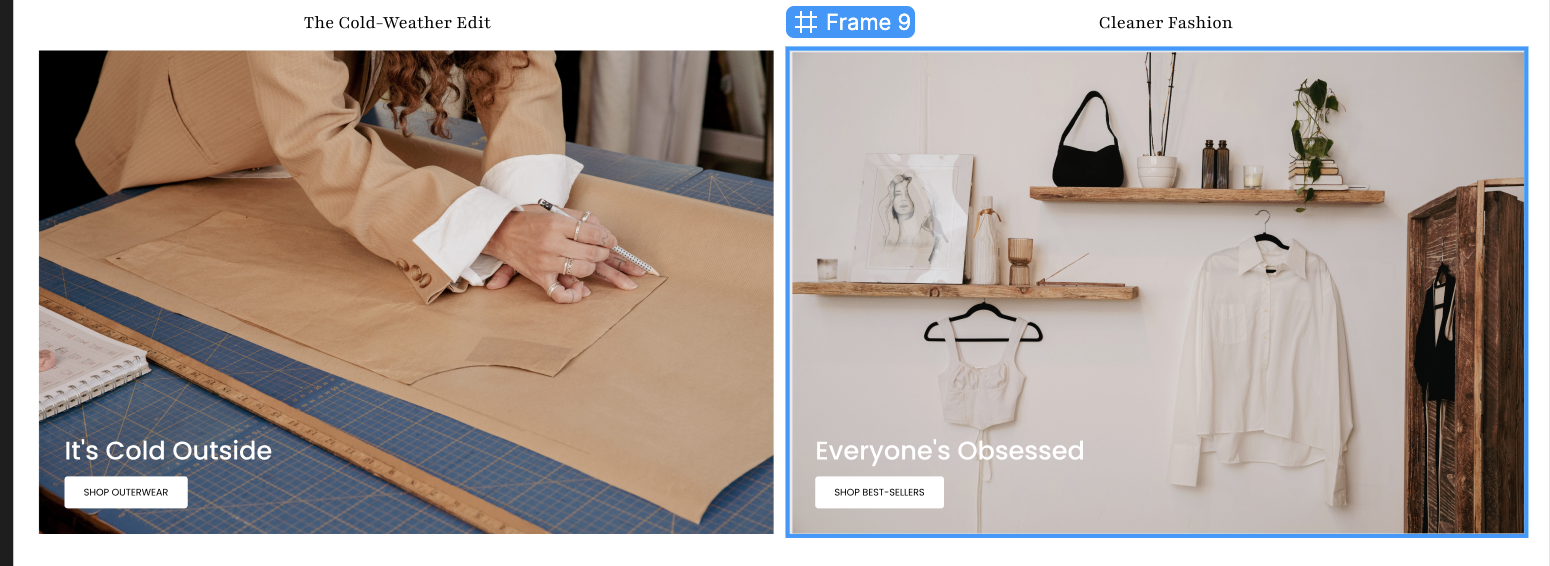 The Cold-Weather Edit
Frame 9
Cleaner Fashion
It's Cold Outside
SHOP OUTERWEAR
Everyone's Obsessed
SHOP BEST-SELLERS